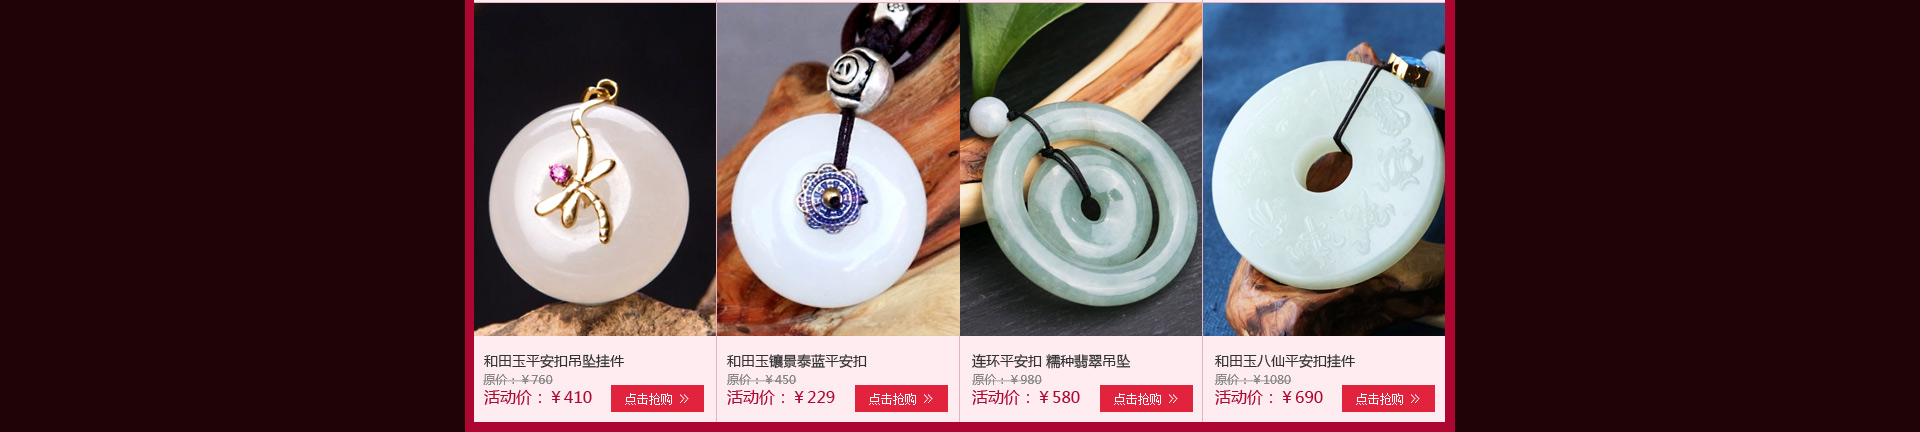 和田玉平安扣吊坠挂件
原价：￥760
活动价：￥410
点击抢购 »
和田玉镶景泰蓝平安扣
原价：￥450
活动价：￥229
点击抢购 »
连环平安扣 糯种翡翠吊坠
原价：￥980
活动价：￥580
点击抢购 »
和田玉八仙平安扣挂件
原价：￥1080
活动价：￥690
点击抢购 »